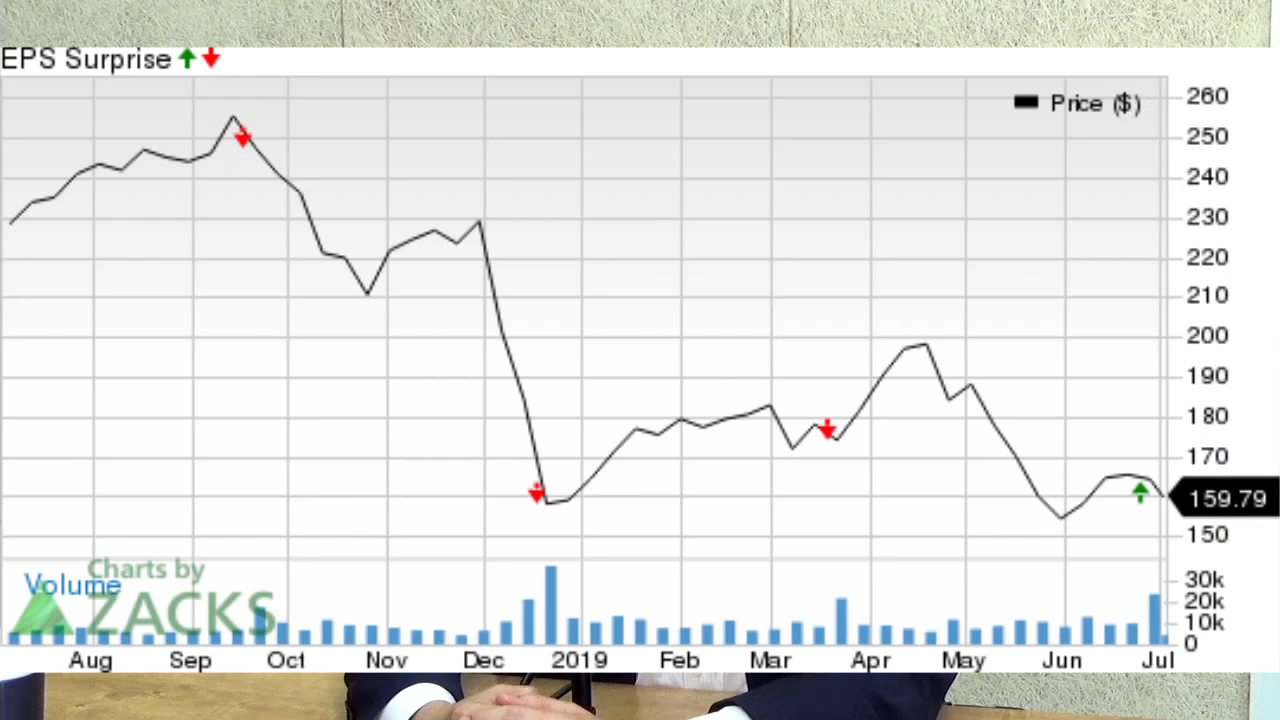 EPS Surprise
Price ($)
260
250
240
230
220
210
200
190
180
170
159.79
150
Charts by
ZACKS
Volume
30k
20k
10k
0
Aug Sep Oct Nov Dec 2019 Feb Mar Apr May Jun Jul